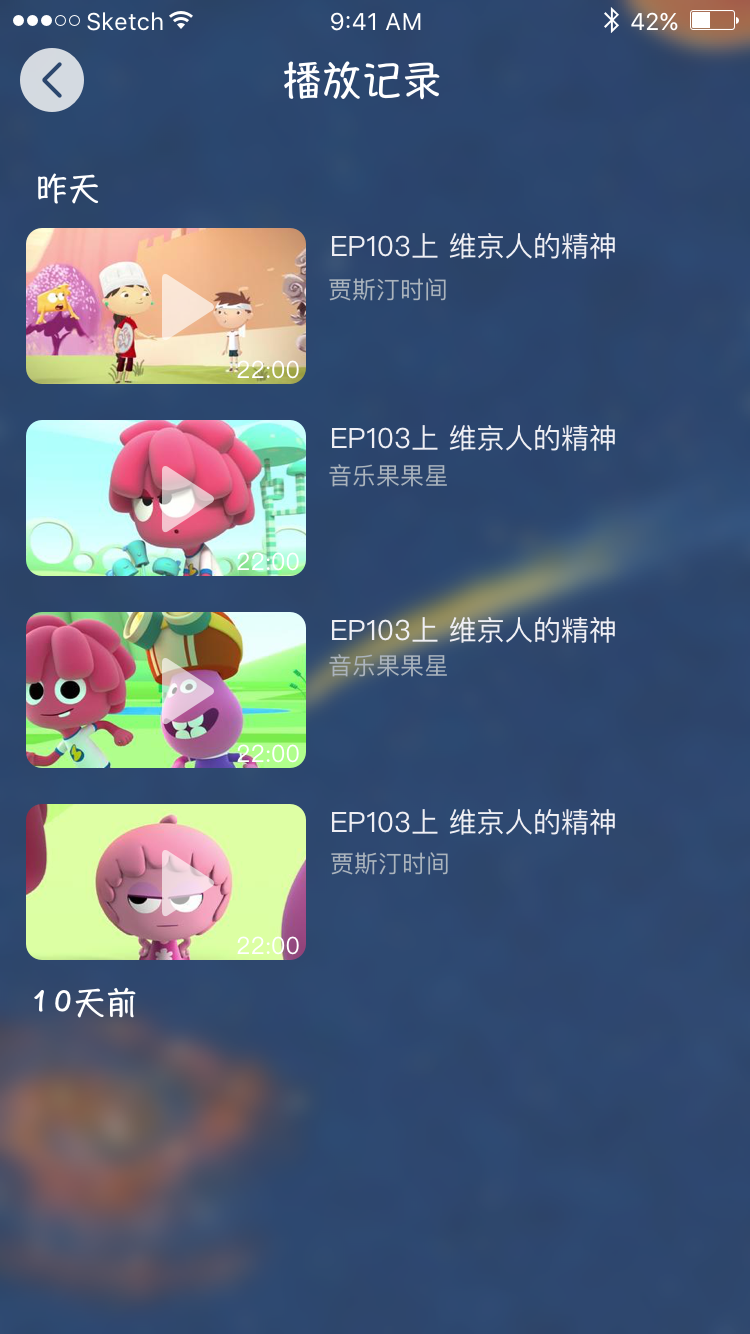 Sketch 9:41 AM 42%
播放记录
昨天
EP103上 维京人的精神
贾斯汀时间
22:00
EP103上 维京人的精神
音乐果果星
22:00
EP103上 维京人的精神
音乐果果星
22:00
EP103上 维京人的精神
贾斯汀时间
22:00
10天前